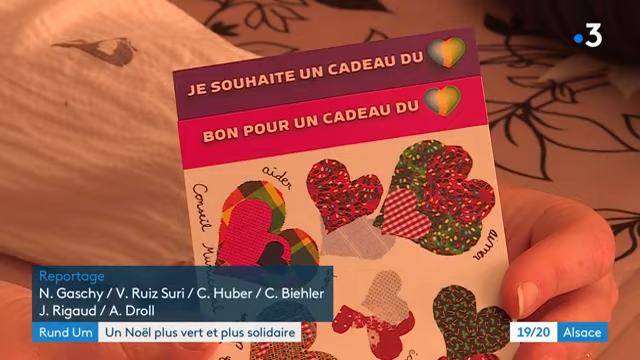 3
JE SOUHAITE UN CADEAU DU
BON POUR UN CADEAU DU
aider
Conseil
aimer
Reportage
N. Gaschy / V. Ruiz Suri / C. Huber / C. Biehler
J. Rigaud / A. Droll
Rund Um Un Noël plus vert et plus solidaire 19/20 Alsace